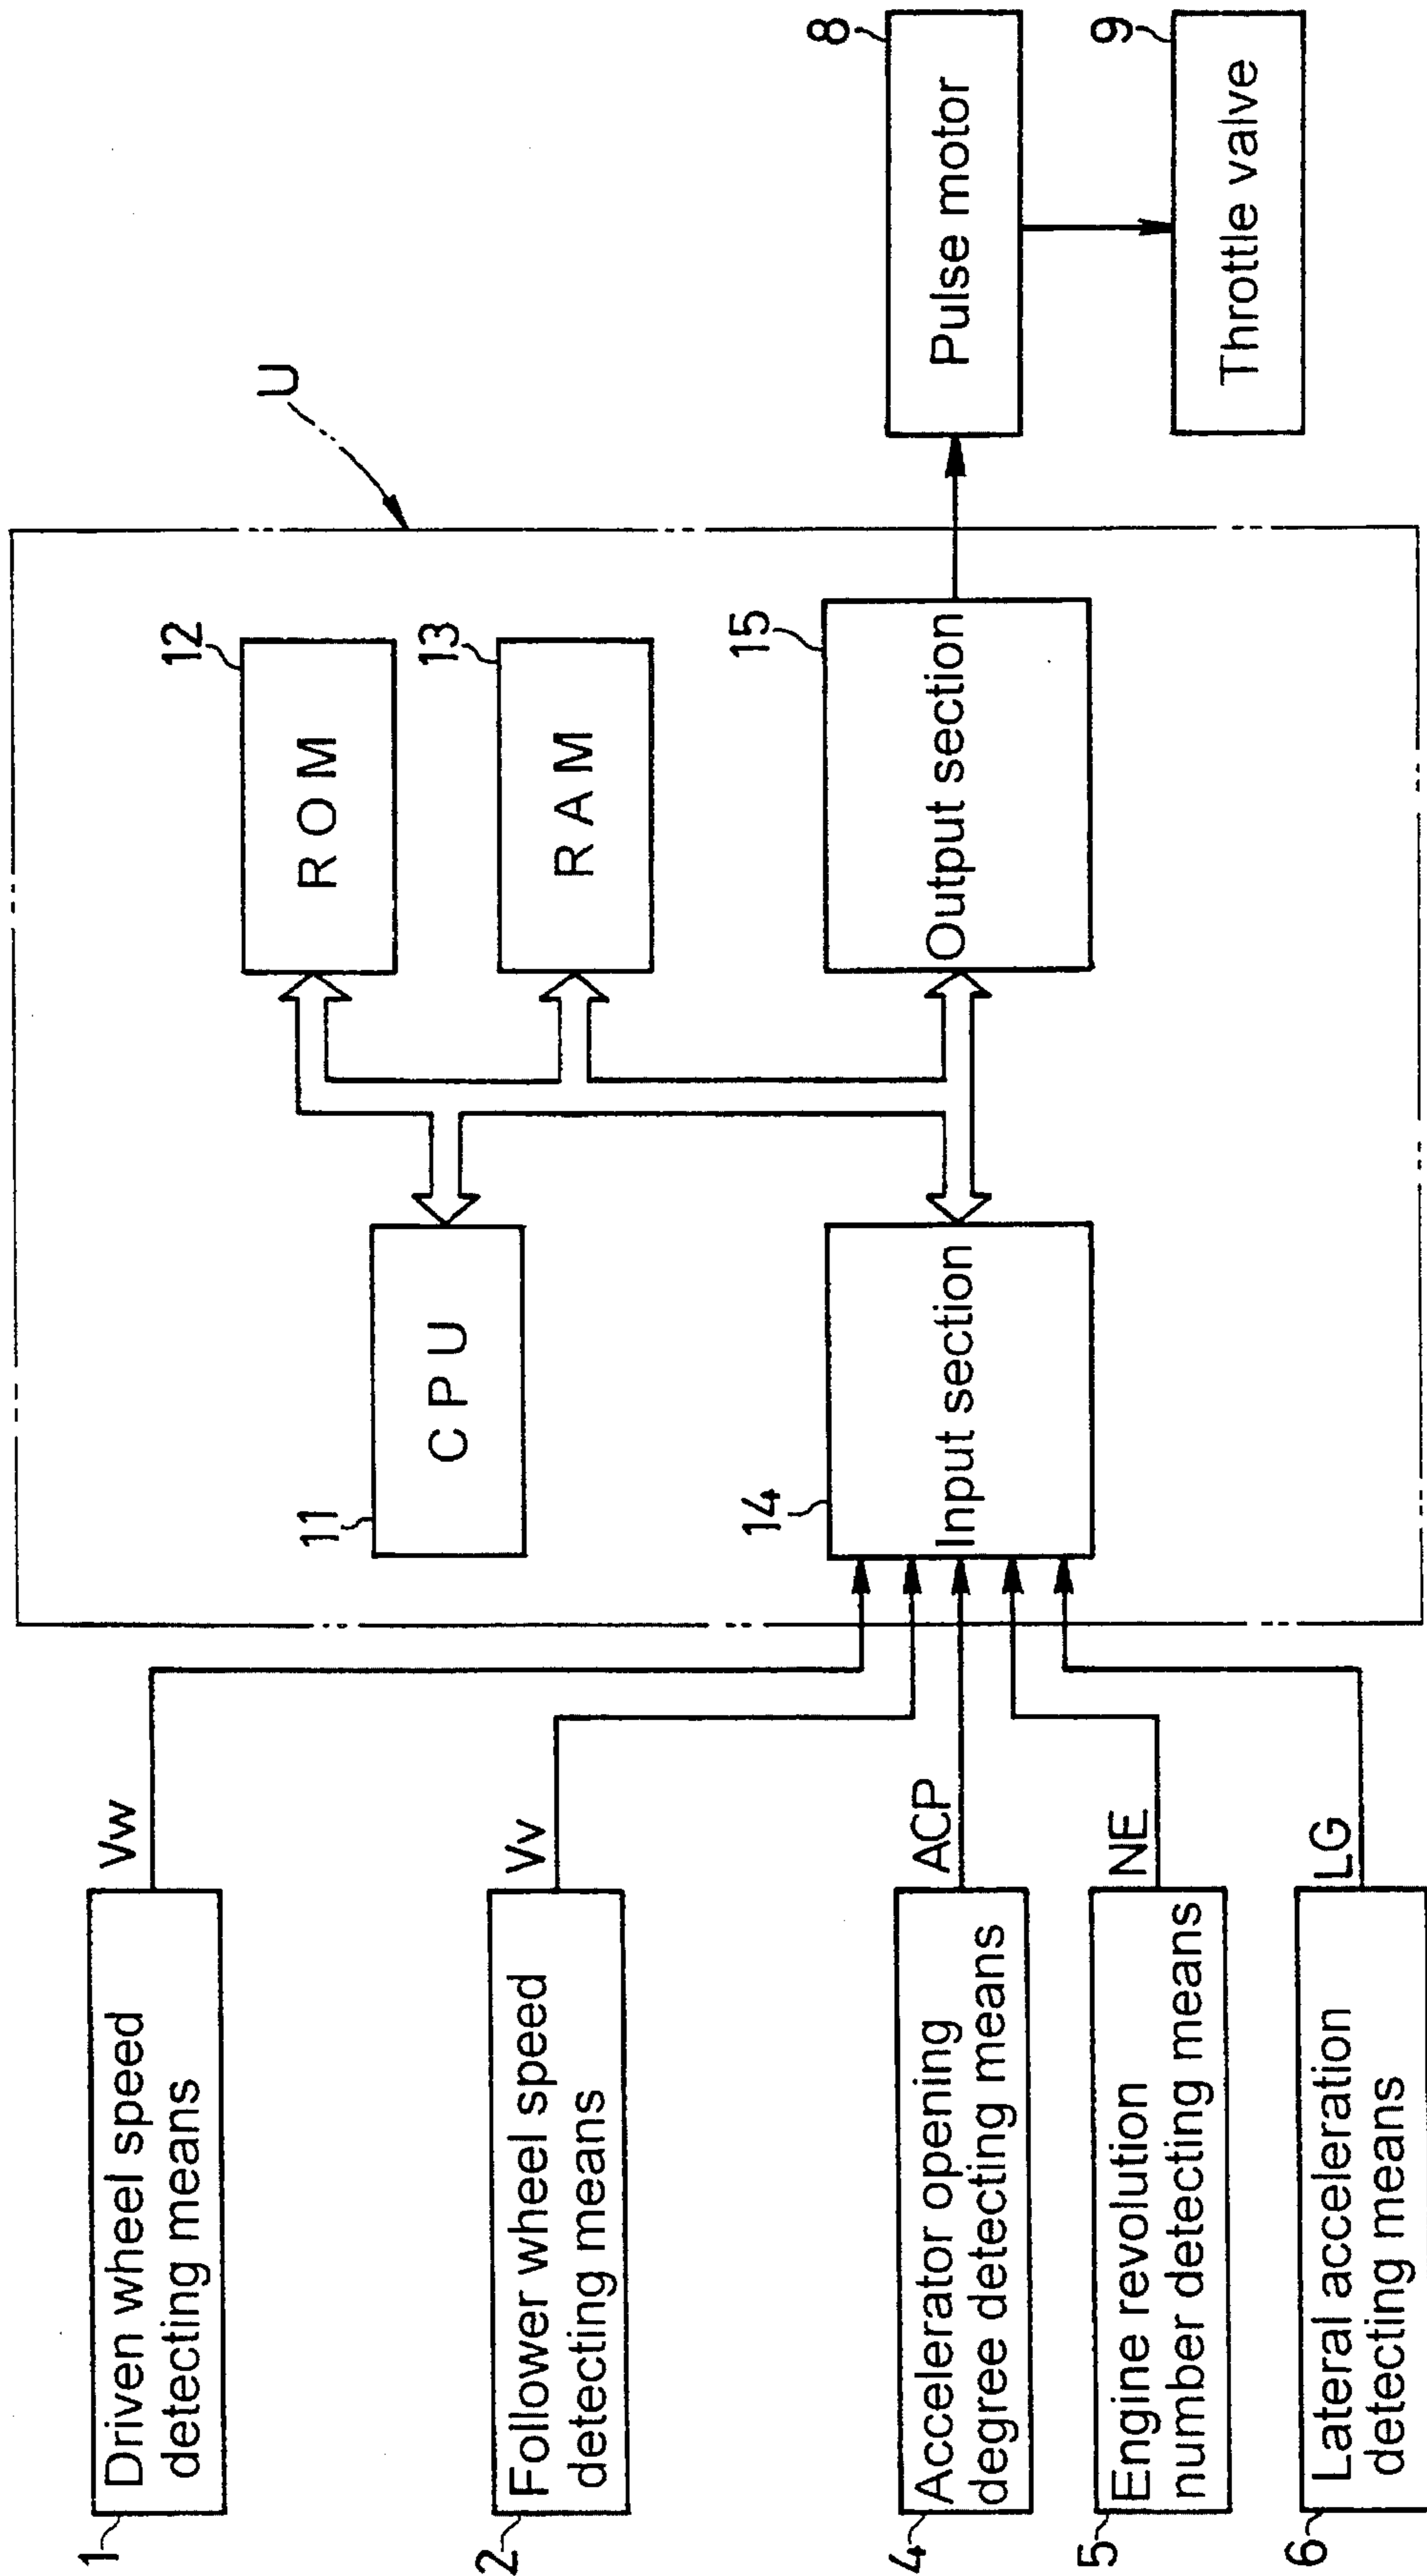 1
Driven wheel speed
detecting means
Vw
2
Follower wheel speed
detecting means
Vv
4
Accelerator opening
degree detecting means
ACP
5
Engine revolution
number detecting means
NE
6
Lateral acceleration
detecting means
LG
U
11
CPU
12
ROM
13
RAM
14
Input section
15
Output section
8
Pulse motor
9
Throttle valve